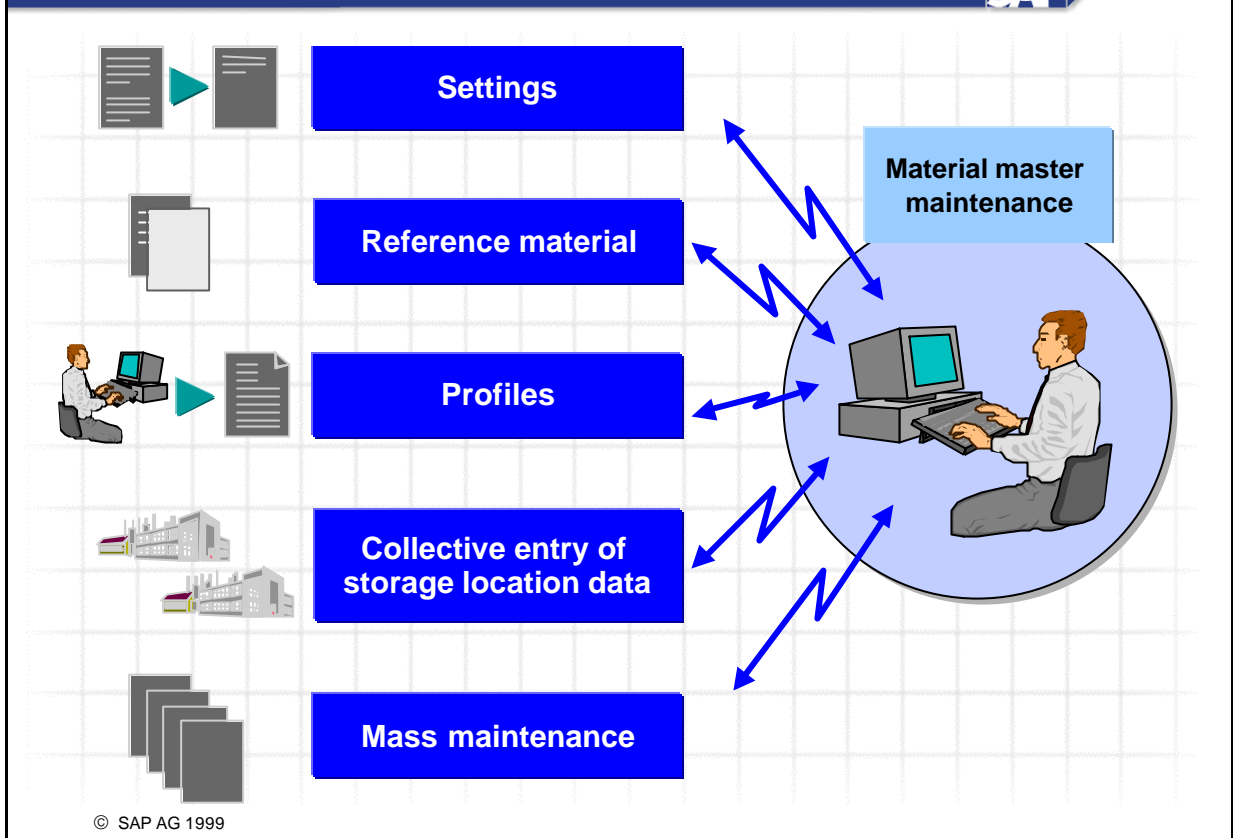 Settings
Material master
maintenance
Reference material
Profiles
Collective entry of
storage location data
Mass maintenance
© SAP AG 1999